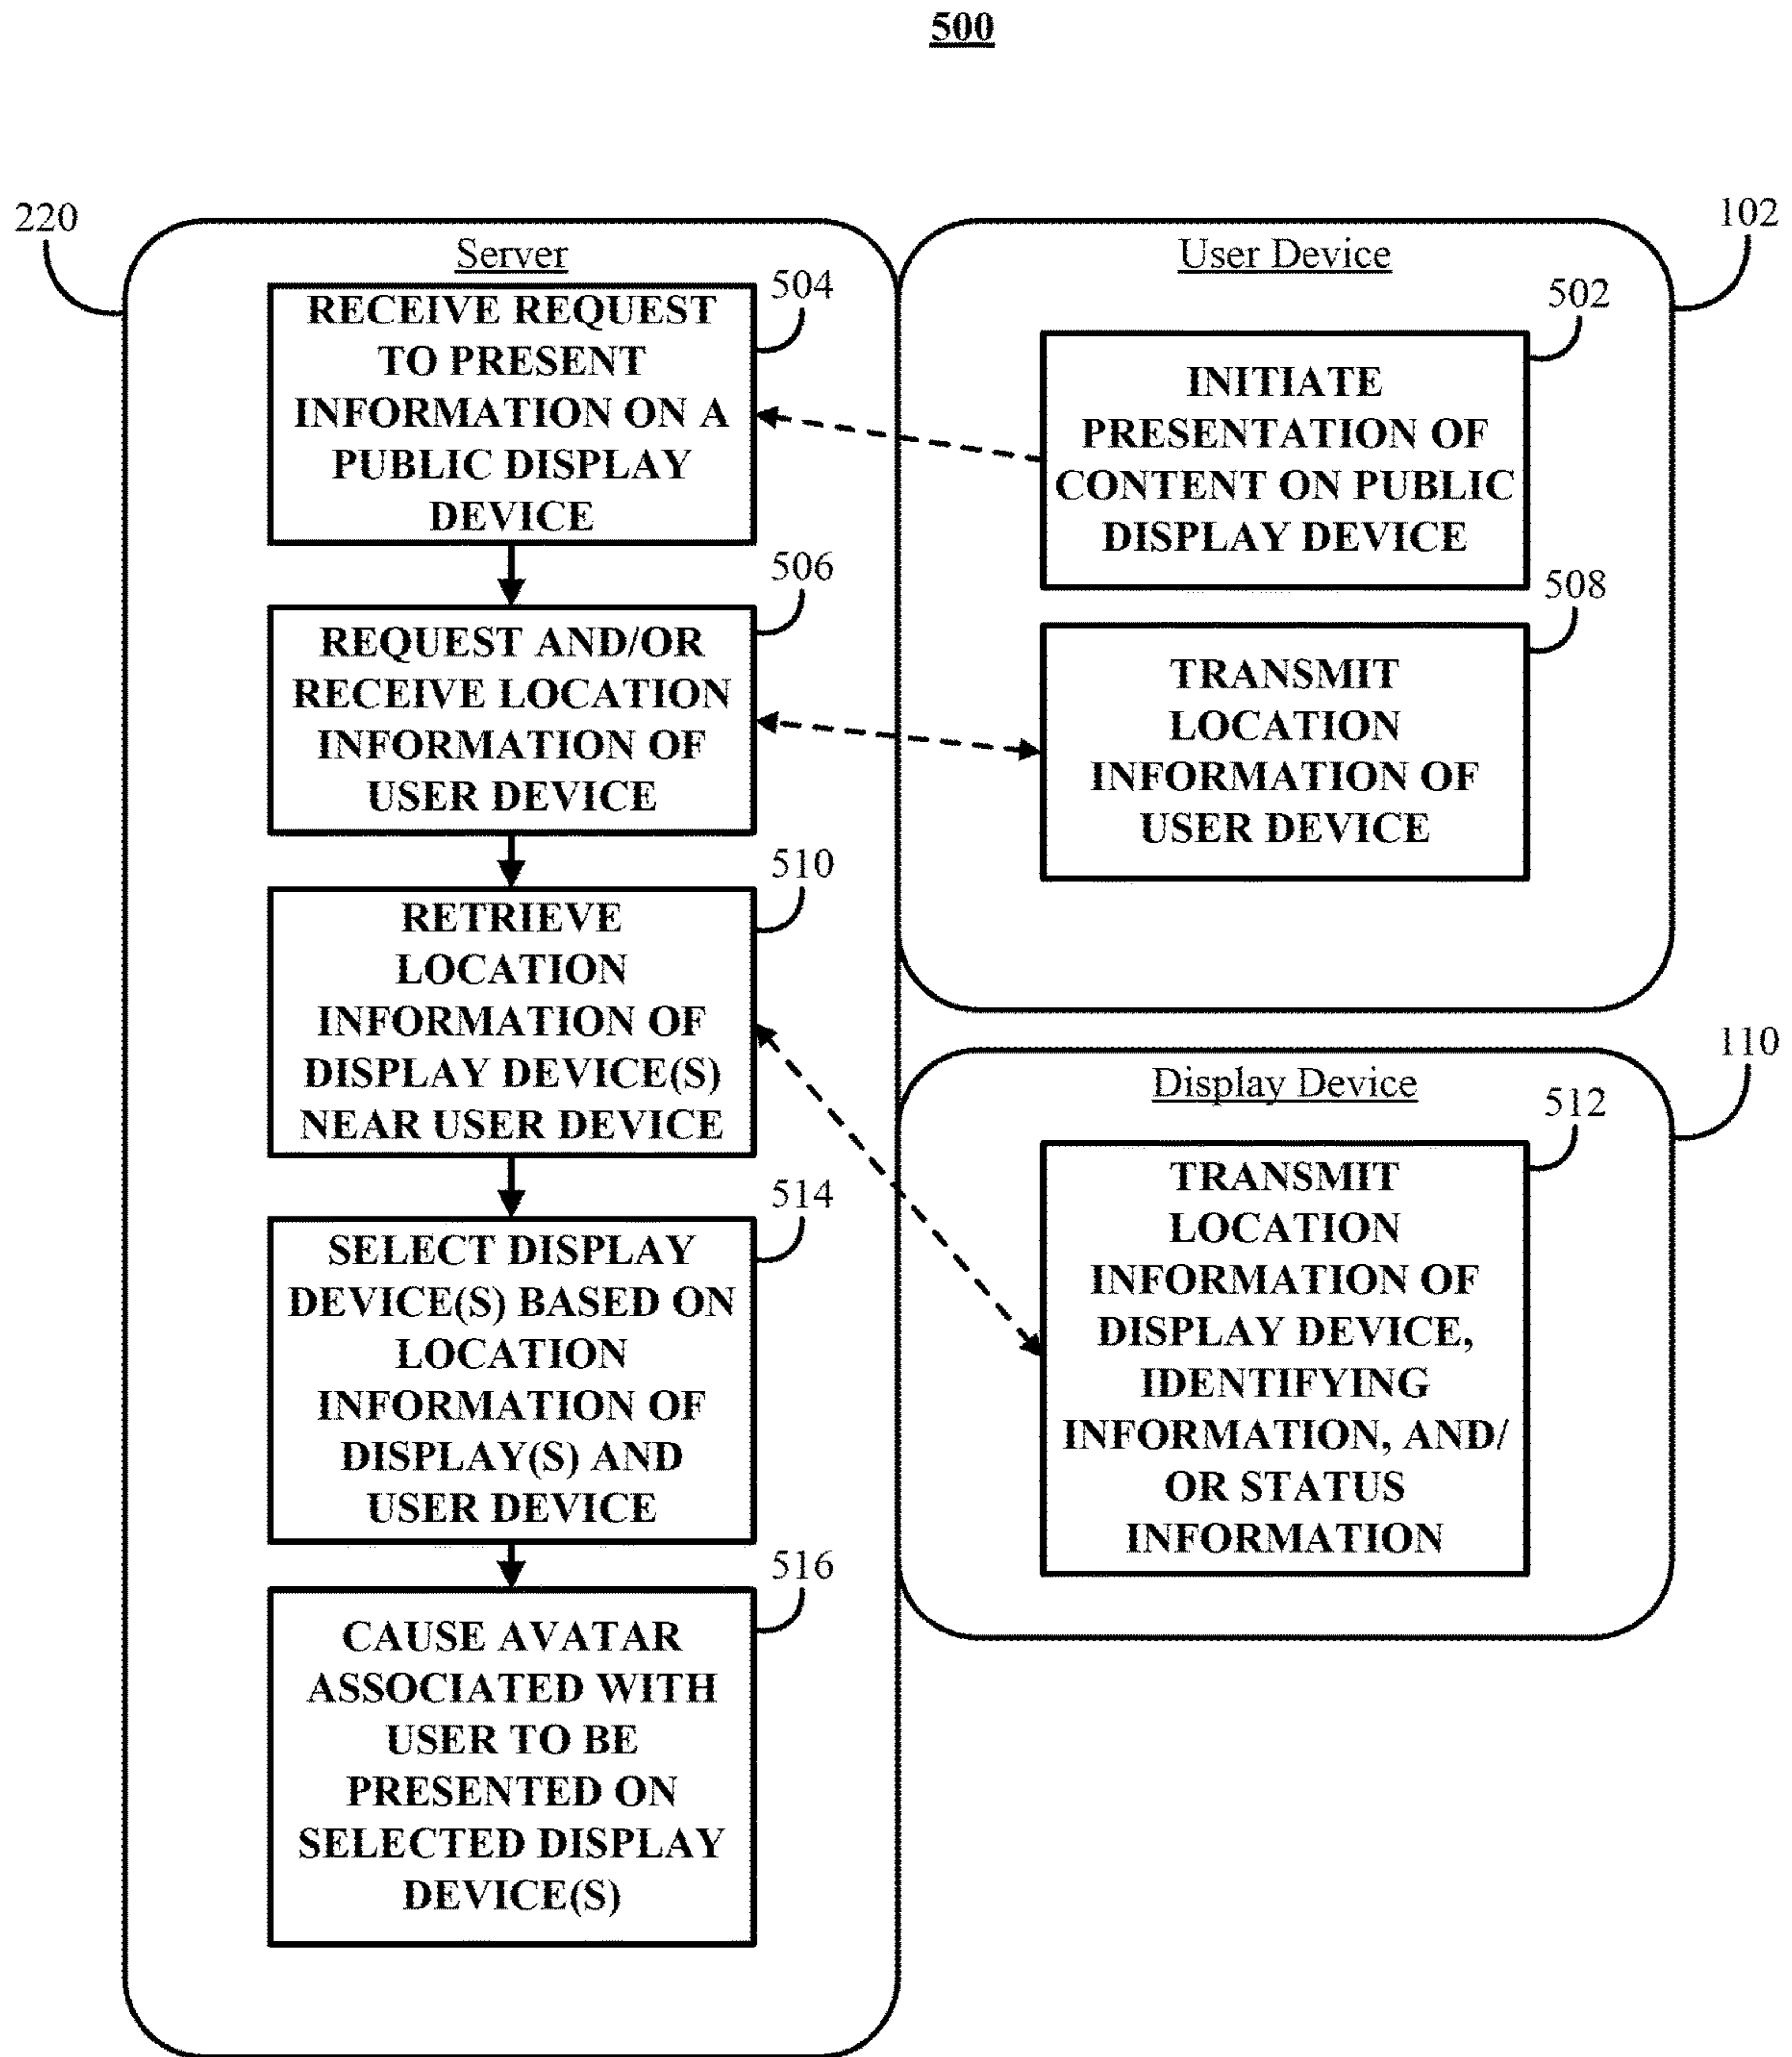 500
220
Server
504
RECEIVE REQUEST
TO PRESENT
INFORMATION ON A
PUBLIC DISPLAY
DEVICE
506
REQUEST AND/OR
RECEIVE LOCATION
INFORMATION OF
USER DEVICE
510
RETRIEVE
LOCATION
INFORMATION OF
DISPLAY DEVICE(S)
NEAR USER DEVICE
514
SELECT DISPLAY
DEVICE(S) BASED ON
LOCATION
INFORMATION OF
DISPLAY(S) AND
USER DEVICE
516
CAUSE AVATAR
ASSOCIATED WITH
USER TO BE
PRESENTED ON
SELECTED DISPLAY
DEVICE(S)
102
User Device
502
INITIATE
PRESENTATION OF
CONTENT ON PUBLIC
DISPLAY DEVICE
508
TRANSMIT
LOCATION
INFORMATION OF
USER DEVICE
110
Display Device
512
TRANSMIT
LOCATION
INFORMATION OF
DISPLAY DEVICE,
IDENTIFYING
INFORMATION, AND/
OR STATUS
INFORMATION